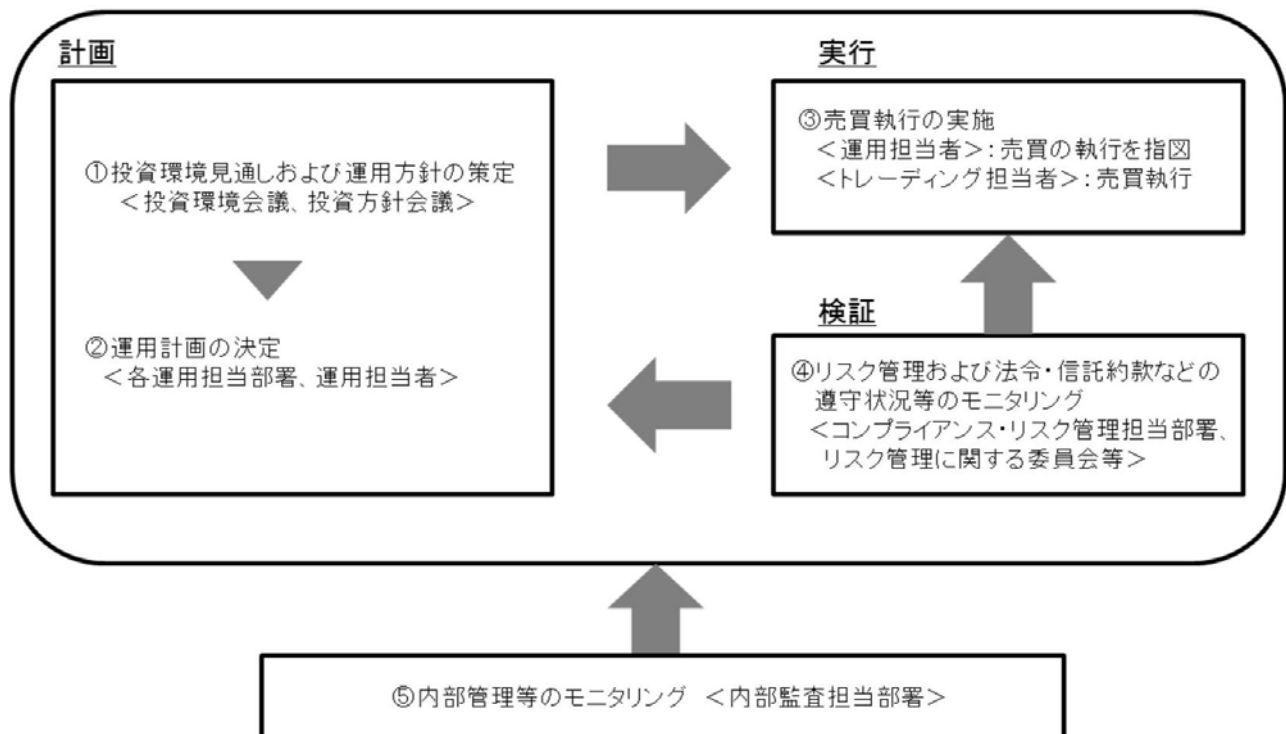 計画
①投資環境見通しおよび運用方針の策定
＜投資環境会議、投資方針会議＞
②運用計画の決定
＜各運用担当部署、運用担当者＞
実行
③売買執行の実施
＜運用担当者＞：売買の執行を指図
＜トレーディング担当者＞：売買執行
検証
④リスク管理および法令・信託約款などの
遵守状況等のモニタリング
＜コンプライアンス・リスク管理担当部署、
リスク管理に関する委員会等＞
⑤内部管理等のモニタリング ＜内部監査担当部署＞